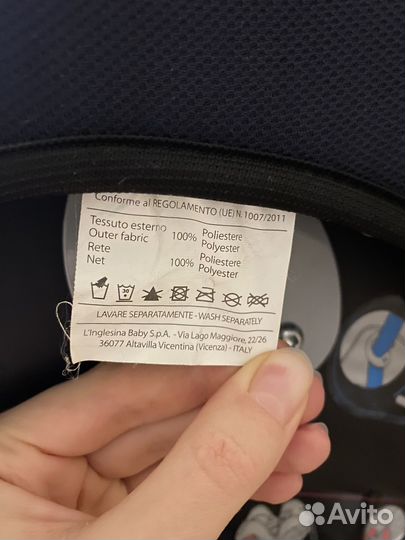 Conforme al REGOLAMENTO (UE) N. 1007/2011
Tessuto esterno 100% Poliestere
Outer fabric Polyester
Rete 100% Poliestere
Net Polyester
30
LAVARE SEPARATAMENTE - WASH SEPARATELY
L'Inglesina Baby S.p.A. - Via Lago Maggiore, 22/26
36077 Altavilla Vicentina (Vicenza) - ITALY
Avito